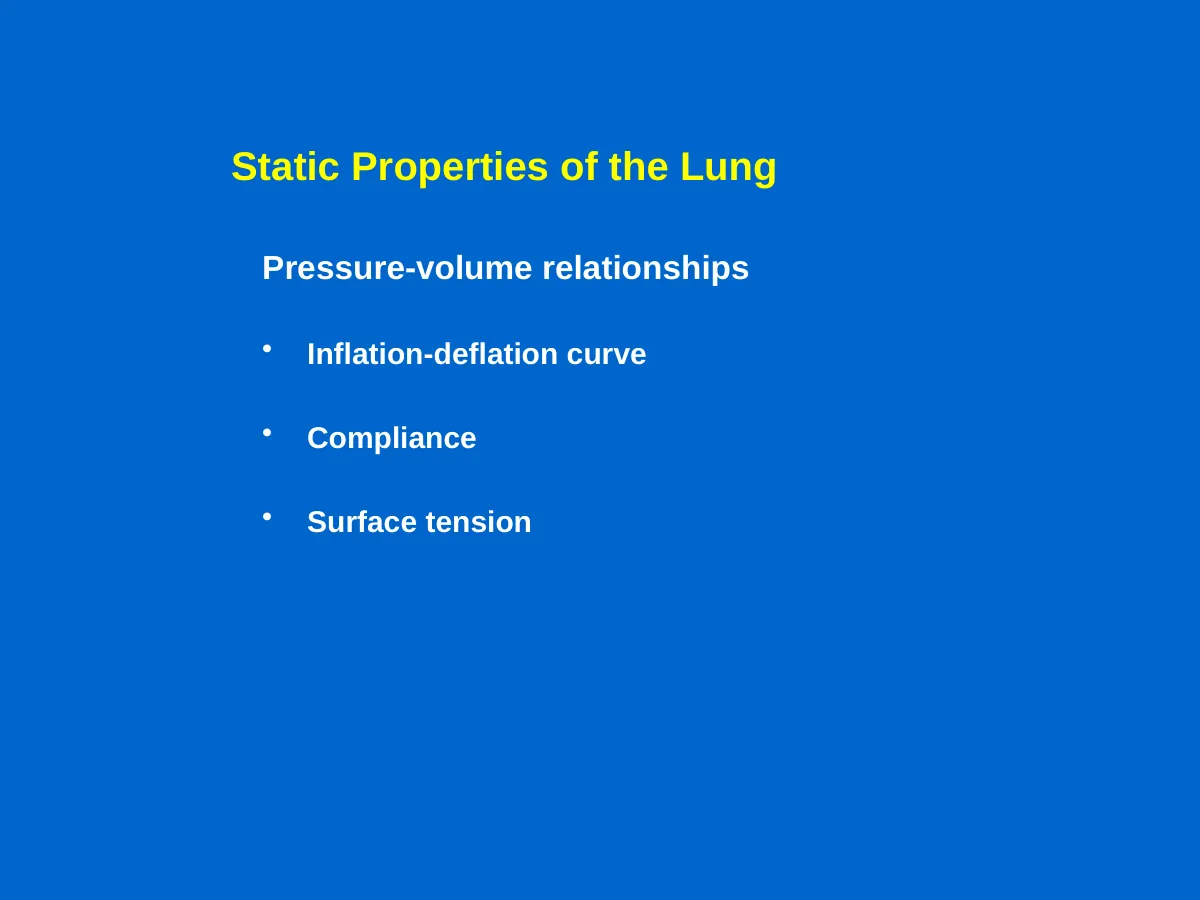 Static Properties of the Lung
Pressure-volume relationships
• Inflation-deflation curve
• Compliance
• Surface tension